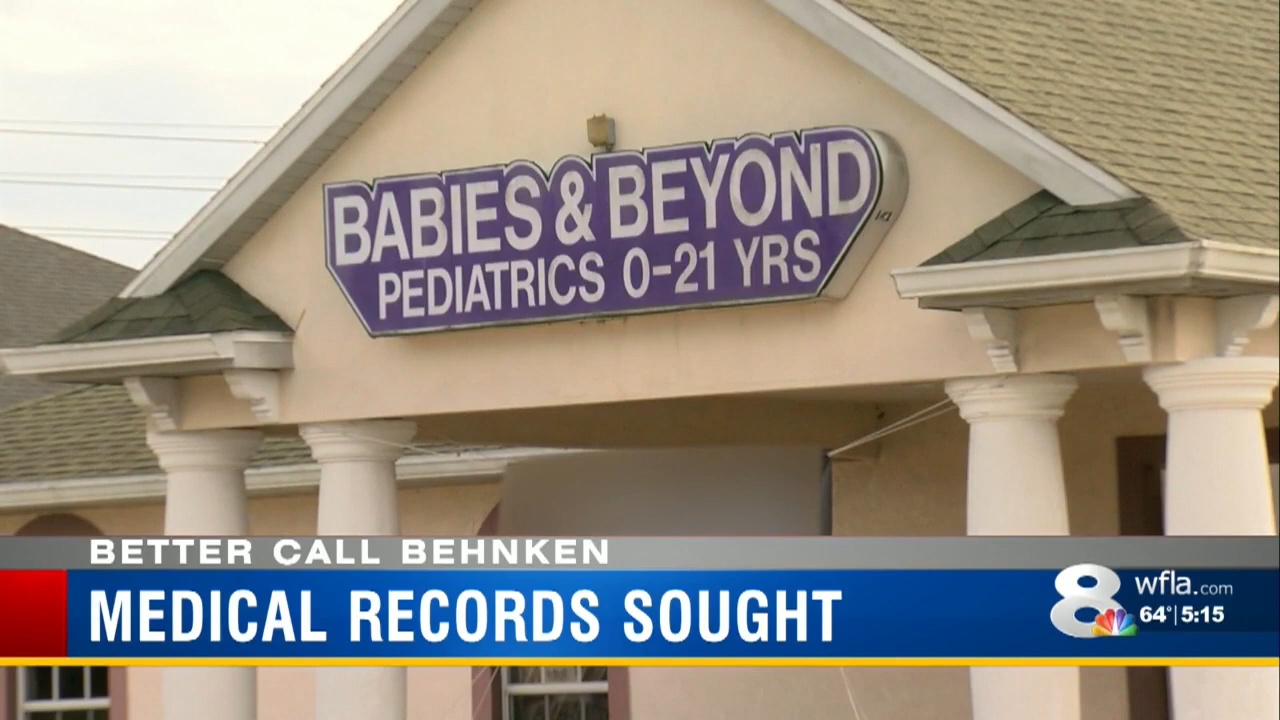 BABIES & BEYOND
PEDIATRICS 0-21 YRS
BETTER CALL BEHNKEN
MEDICAL RECORDS SOUGHT
8 wfla.com
64° 5:15